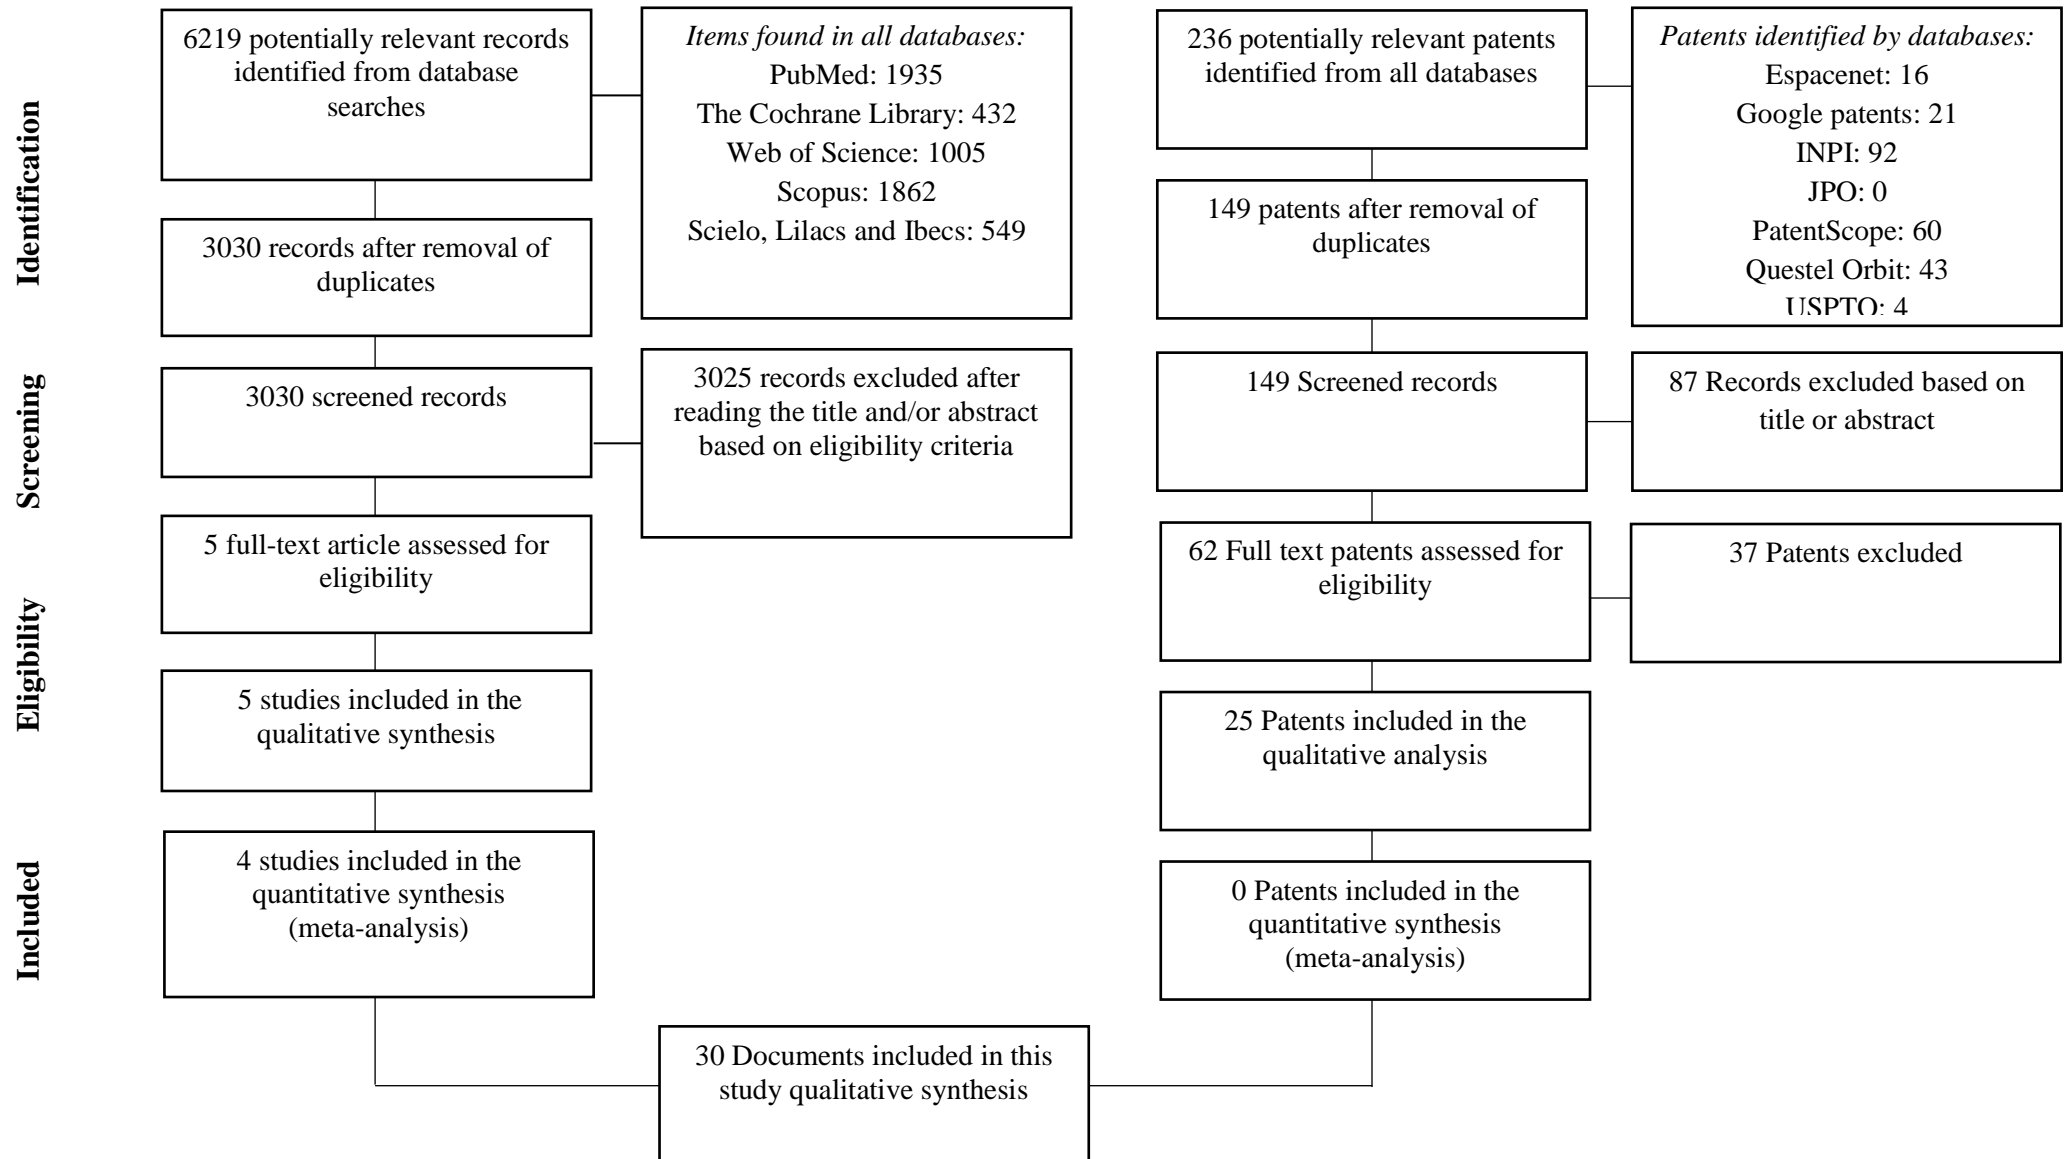 6219 potentially relevant records
identified from database
searches
Items found in all databases:
PubMed: 1935
The Cochrane Library: 432
Web of Science: 1005
Scopus: 1862
Scielo, Lilacs and Ibecs: 549
236 potentially relevant patents
identified from all databases
Patents identified by databases:
Espacenet: 16
Google patents: 21
INPI: 92
JPO: 0
PatentScope: 60
Questel Orbit: 43
USPTO: 4
Identification
3030 records after removal of
duplicates
149 patents after removal of
duplicates
Screening
3030 screened records
3025 records excluded after
reading the title and/or abstract
based on eligibility criteria
149 Screened records
87 Records excluded based on
title or abstract
Eligibility
5 full-text article assessed for
eligibility
62 Full text patents assessed for
eligibility
37 Patents excluded
5 studies included in the
qualitative synthesis
25 Patents included in the
qualitative analysis
Included
4 studies included in the
quantitative synthesis
(meta-analysis)
0 Patents included in the
quantitative synthesis
(meta-analysis)
30 Documents included in this
study qualitative synthesis